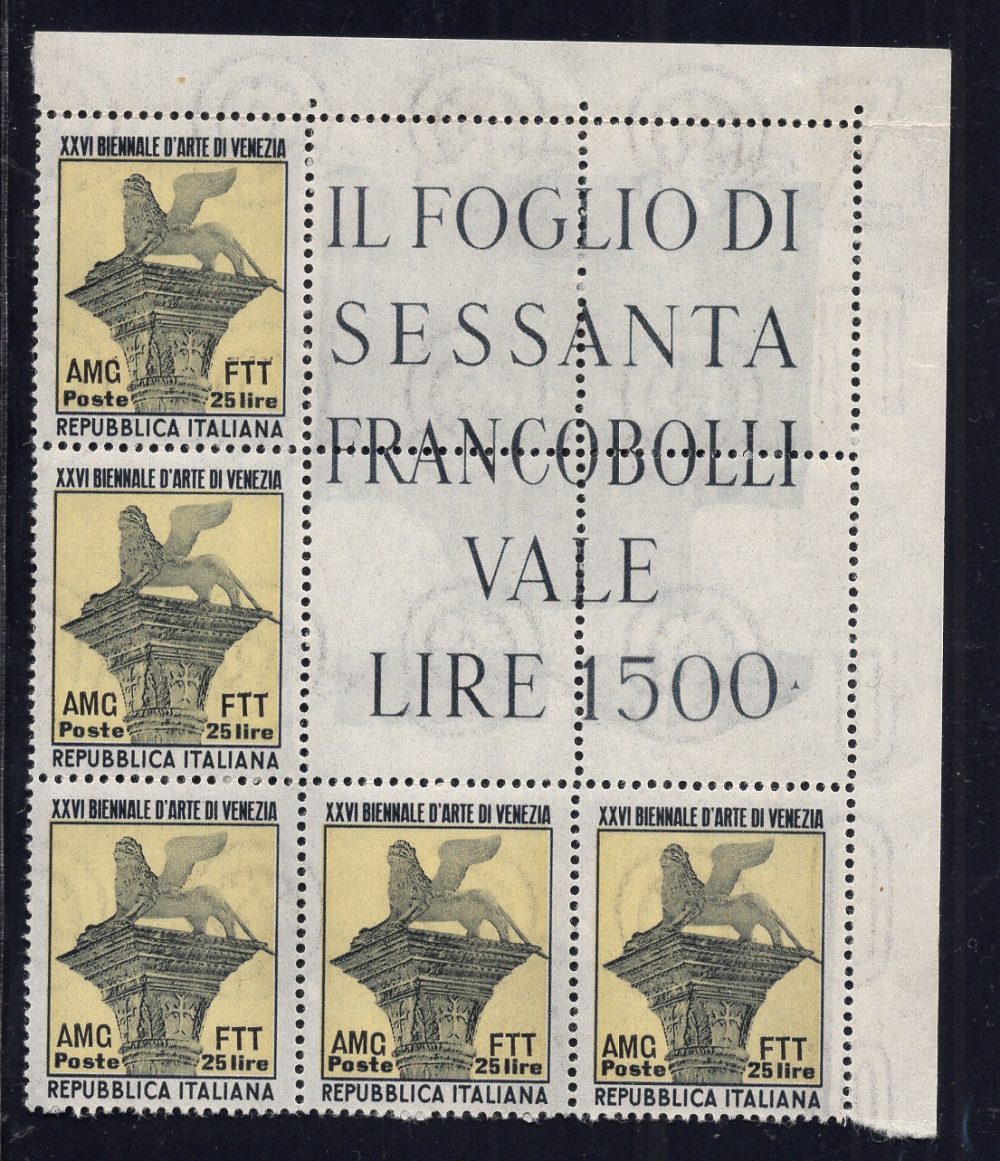 XXVI BIENNALE D'ARTE DI VENEZIA
AMG FTT
Poste 25 lire
REPUBBLICA ITALIANA
IL FOGLIO DI
SESSANTA
FRANCOBOLLI
VALE
LIRE 1500
XXVI BIENNALE D'ARTE DI VENEZIA
AMG FTT
Poste 25 lire
REPUBBLICA ITALIANA
XXVI BIENNALE D'ARTE DI VENEZIA
AMG FTT
Poste 25 lire
REPUBBLICA ITALIANA
XXVI BIENNALE D'ARTE DI VENEZIA
AMG FTT
Poste 25 lire
REPUBBLICA ITALIANA
XXVI BIENNALE D'ARTE DI VENEZIA
AMG FTT
Poste 25 lire
REPUBBLICA ITALIANA